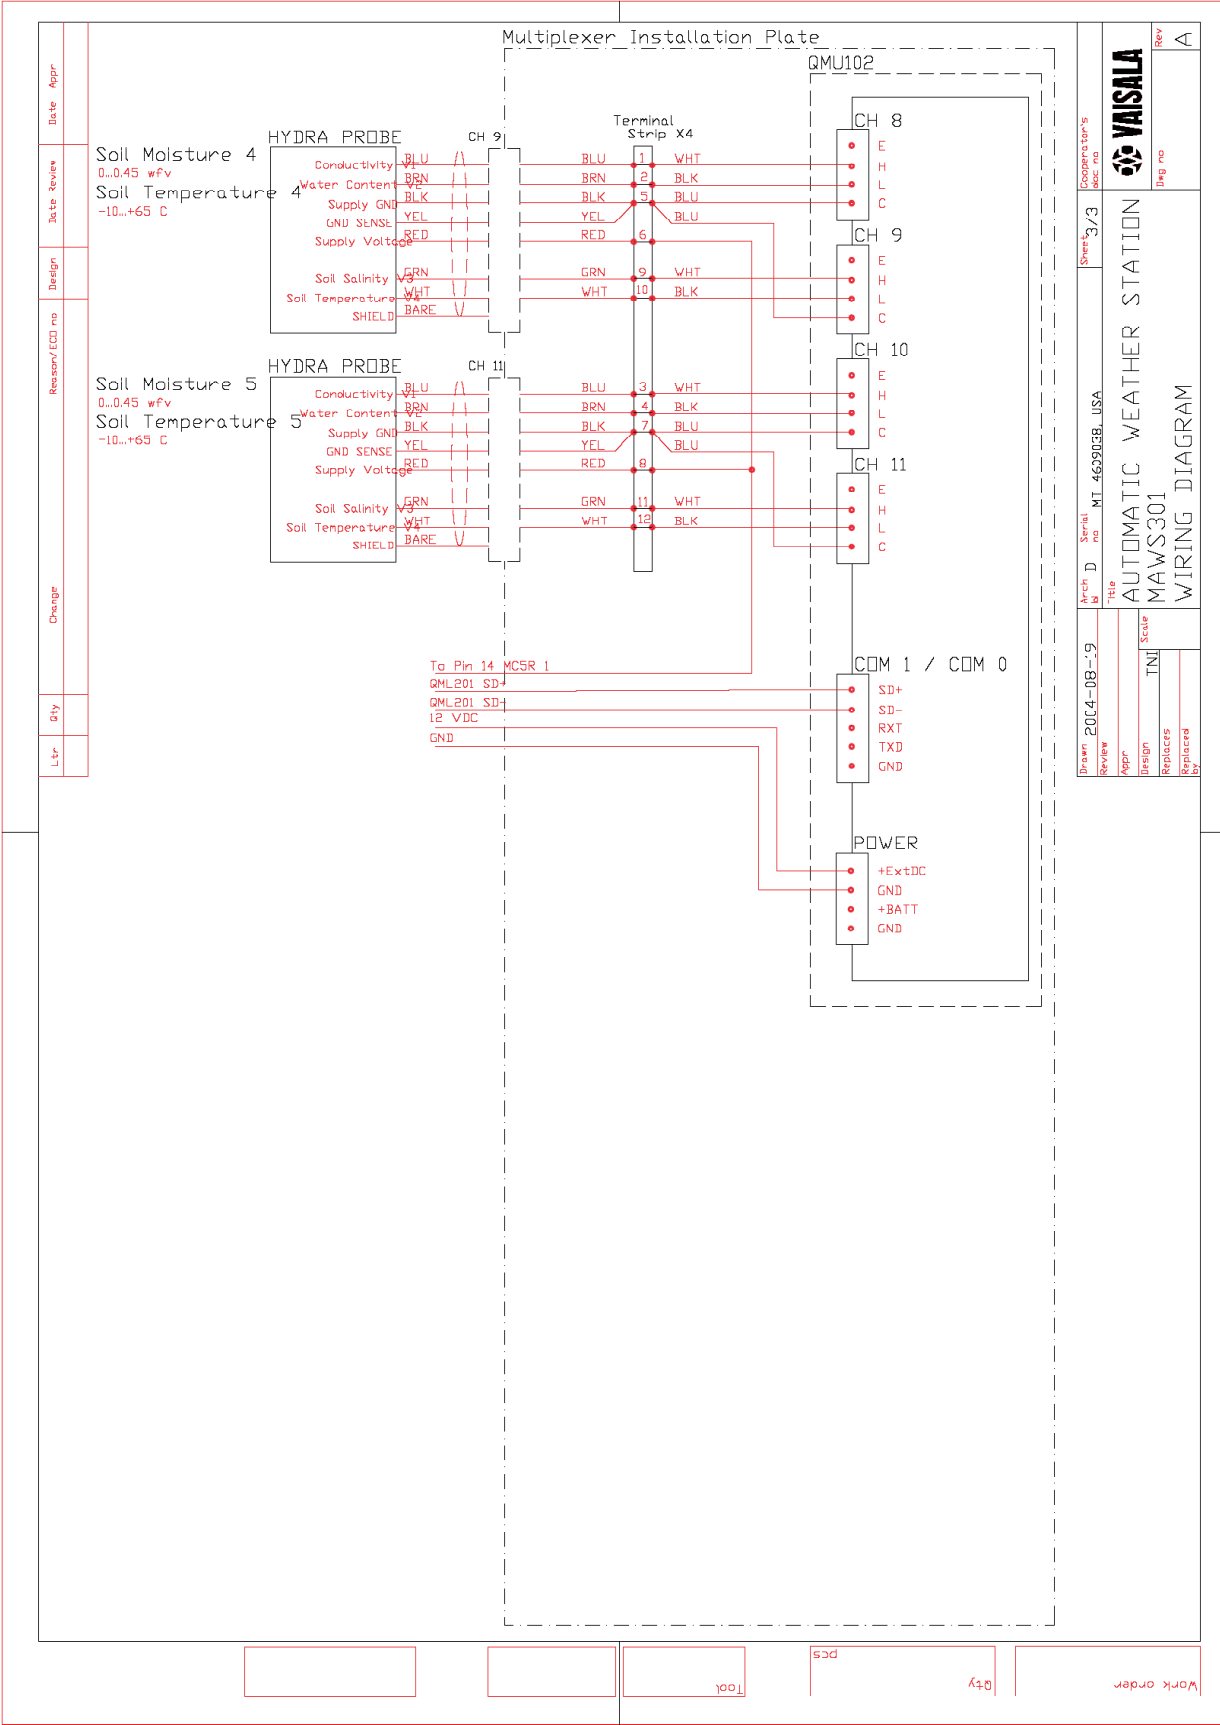 Multiplexer Installation Plate
QMU102
Terminal
Strip X4
HYDRA PROBE
CH 9
Soil Moisture 4
0...0.45 wfv
Soil Temperature 4
-10...+65 C
Conductivity V1 BLU BLU 1 WHT
Water Content V2 BRN BRN 2 BLK
Supply GND BLK BLK 5 BLU
GND SENSE YEL YEL BLU
Supply Voltage RED RED 6
Soil Salinity V3 GRN GRN 9 WHT
Soil Temperature V4 WHT WHT 10 BLK
SHIELD BARE
HYDRA PROBE
CH 11
Soil Moisture 5
0...0.45 wfv
Soil Temperature 5
-10...+65 C
Conductivity V1 BLU BLU 3 WHT
Water Content V2 BRN BRN 4 BLK
Supply GND BLK BLK 7 BLU
GND SENSE YEL YEL BLU
Supply Voltage RED RED 8
Soil Salinity V3 GRN GRN 11 WHT
Soil Temperature V4 WHT WHT 12 BLK
SHIELD BARE
CH 8
E
H
L
C
CH 9
E
H
L
C
CH 10
E
H
L
C
CH 11
E
H
L
C
To Pin 14 MC5R 1
QML201 SD+
QML201 SD-
12 VDC
GND
COM 1 / COM 0
SD+
SD-
RXT
TXD
GND
POWER
+ExtDC
GND
+BATT
GND
Ltr
Qty
Change
Reason/ECO no
Design
Date Review
Date Appr
Drawn 2004-08-19
Review
Appr
Design TNI
Replaces
Replaced
by
Scale
Arch D
Serial
no MT 4609038, USA
Sheet 3/3
Cooperator's
doc no
Title
AUTOMATIC WEATHER STATION
MAWS301
WIRING DIAGRAM
VAISALA
Dwg no
Rev
A
Tool
pcs
Qty
Work order